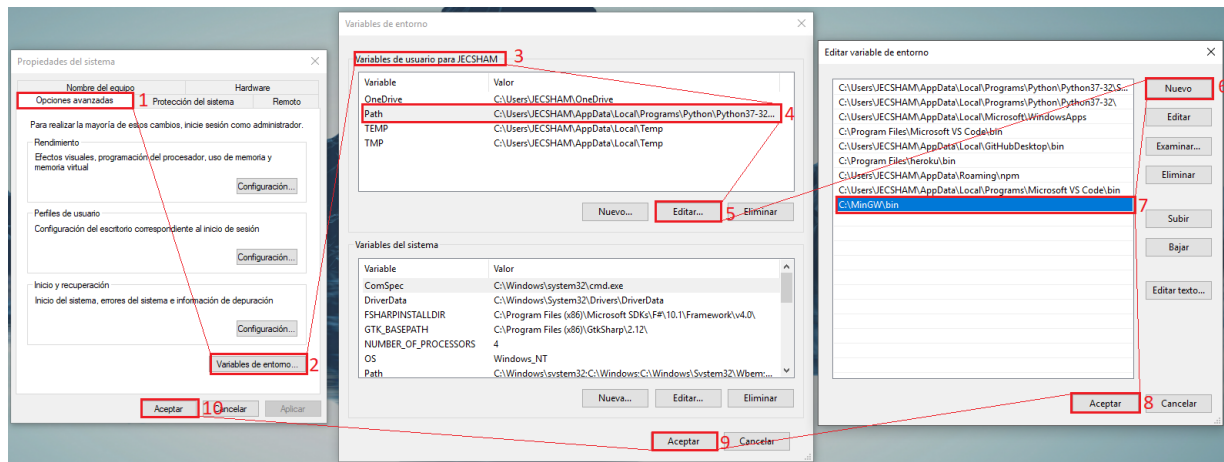 Propiedades del sistema
Nombre del equipo Hardware
Opciones avanzadas 1 Protección del sistema Remoto
Para realizar la mayoría de estos cambios, inicie sesión como administrador.
Rendimiento
Efectos visuales, programación del procesador, uso de memoria y
memoria virtual
Configuración...
Perfiles de usuario
Configuración del escritorio correspondiente al inicio de sesión
Configuración...
Inicio y recuperación
Inicio del sistema, errores del sistema e información de depuración
Configuración...
Variables de entorno... 2
Aceptar 10 Cancelar Aplicar
Variables de entorno
Variables de usuario para JECSHAM 3
Variable Valor
OneDrive C:\Users\JECSHAM\OneDrive
Path C:\Users\JECSHAM\AppData\Local\Programs\Python\Python37-32... 4
TEMP C:\Users\JECSHAM\AppData\Local\Temp
TMP C:\Users\JECSHAM\AppData\Local\Temp
Nuevo... Editar... 5 Eliminar
Variables del sistema
Variable Valor
ComSpec C:\Windows\system32\cmd.exe
DriverData C:\Windows\System32\Drivers\DriverData
FSHARPINSTALLDIR C:\Program Files (x86)\Microsoft SDKs\F#\10.1\Framework\v4.0\
GTK_BASEPATH C:\Program Files (x86)\GtkSharp\2.12\
NUMBER_OF_PROCESSORS 4
OS Windows_NT
Path C:\Windows\system32;C:\Windows;C:\Windows\System32\Wbem;...
Nueva... Editar... Eliminar
Aceptar 9 Cancelar
Editar variable de entorno
C:\Users\JECSHAM\AppData\Local\Programs\Python\Python37-32\S... Nuevo 6
C:\Users\JECSHAM\AppData\Local\Programs\Python\Python37-32\
C:\Users\JECSHAM\AppData\Local\Microsoft\WindowsApps Editar
C:\Program Files\Microsoft VS Code\bin
C:\Users\JECSHAM\AppData\Local\GitHubDesktop\bin Examinar...
C:\Program Files\heroku\bin
C:\Users\JECSHAM\AppData\Roaming\npm Eliminar
C:\Users\JECSHAM\AppData\Local\Programs\Microsoft VS Code\bin
C:\MinGW\bin 7
Subir
Bajar
Editar texto...
Aceptar 8 Cancelar